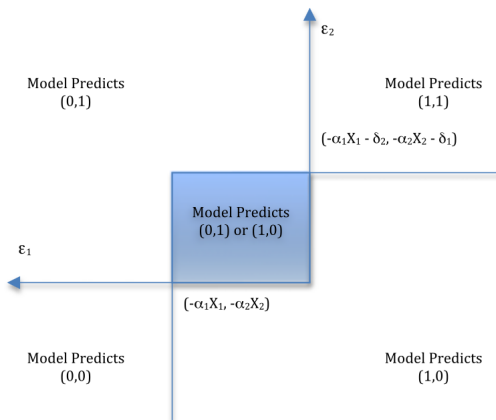 ε₂
Model Predicts
(0,1)
Model Predicts
(1,1)
(-α₁X₁ - δ₂, -α₂X₂ - δ₁)
Model Predicts
(0,1) or (1,0)
ε₁
(-α₁X₁, -α₂X₂)
Model Predicts
(0,0)
Model Predicts
(1,0)